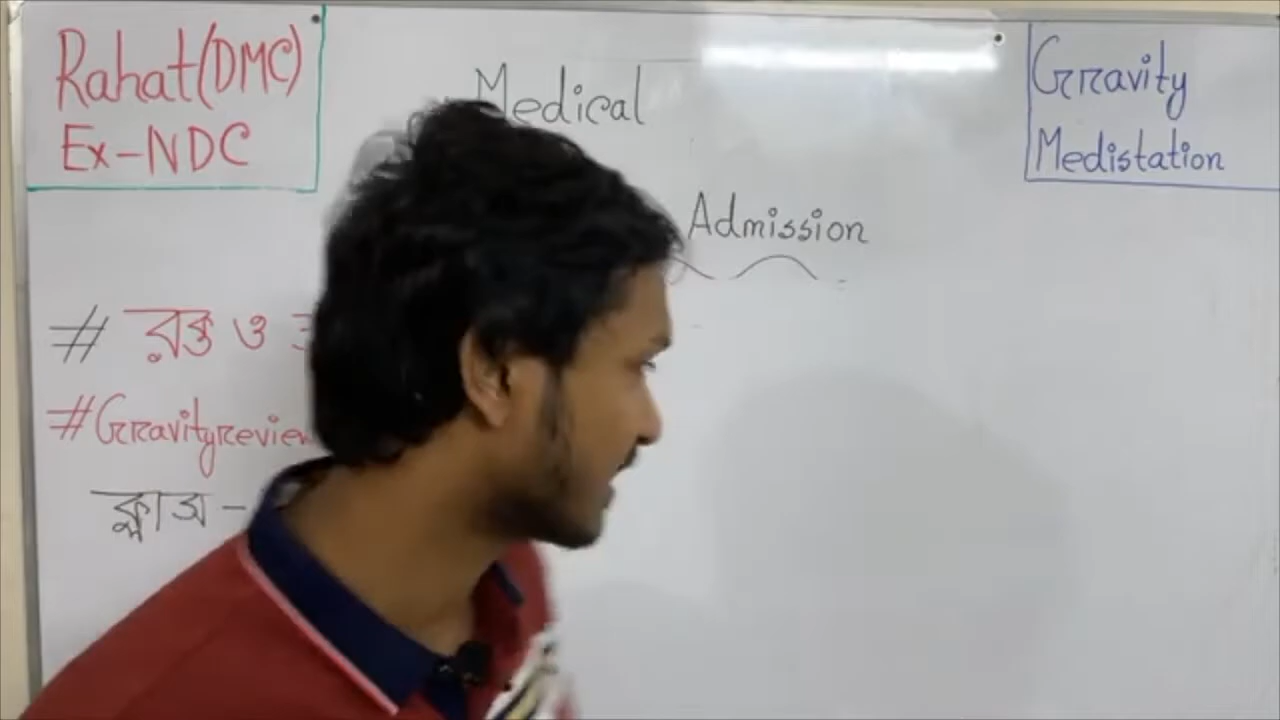 Rahat (DMC)
Ex-NDC
Medical
Admission
Gravity
Medistation
# রক্ত ও
#Gravityreview
ক্লাস -